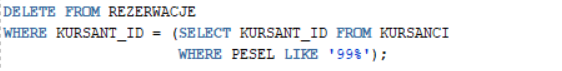 DELETE FROM REZERWACJE
WHERE KURSANT_ID = (SELECT KURSANT_ID FROM KURSANCI
WHERE PESEL LIKE '99%');